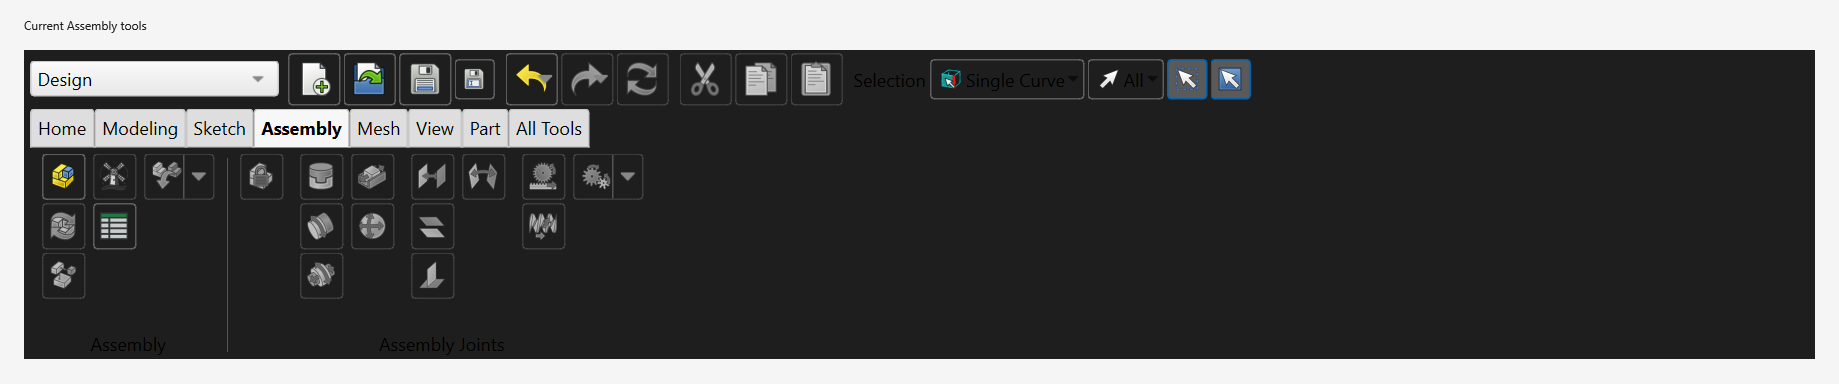 Current Assembly tools
Design
Selection Single Curve All
Home Modeling Sketch Assembly Mesh View Part All Tools
Assembly Assembly Joints